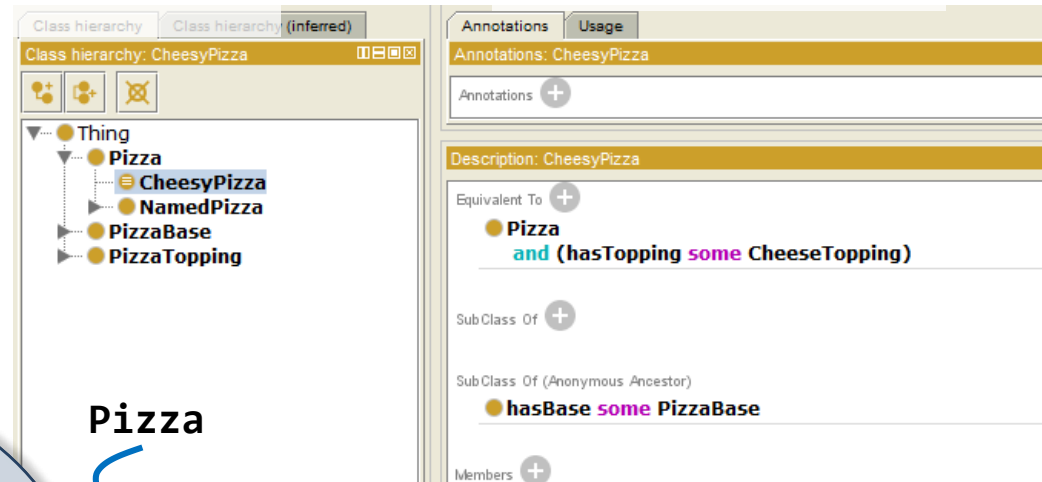 Class hierarchy Class hierarchy (inferred)
Class hierarchy: CheesyPizza
Thing
Pizza
CheesyPizza
NamedPizza
PizzaBase
PizzaTopping
Pizza
Annotations Usage
Annotations: CheesyPizza
Annotations
Description: CheesyPizza
Equivalent To
Pizza
and (hasTopping some CheeseTopping)
SubClass Of
SubClass Of (Anonymous Ancestor)
hasBase some PizzaBase
Members